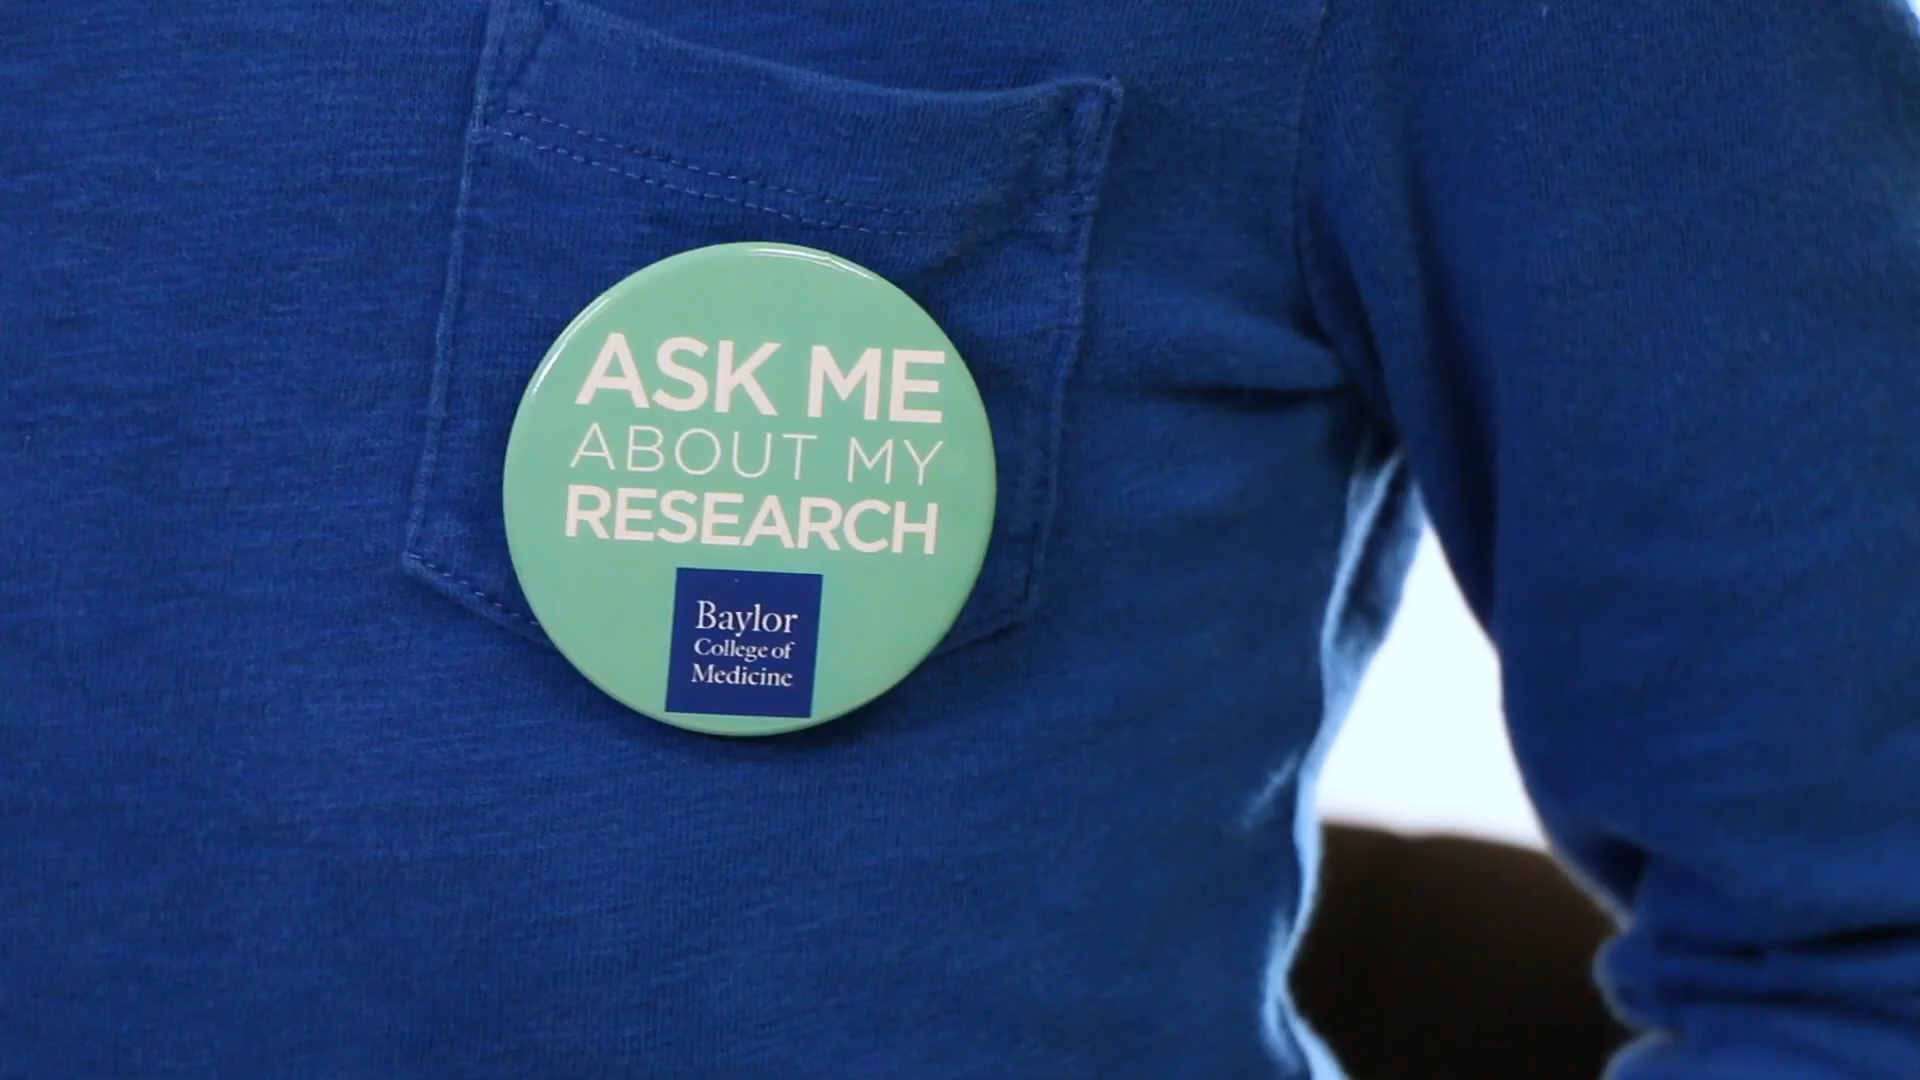 ASK ME
ABOUT MY
RESEARCH
Baylor
College of
Medicine